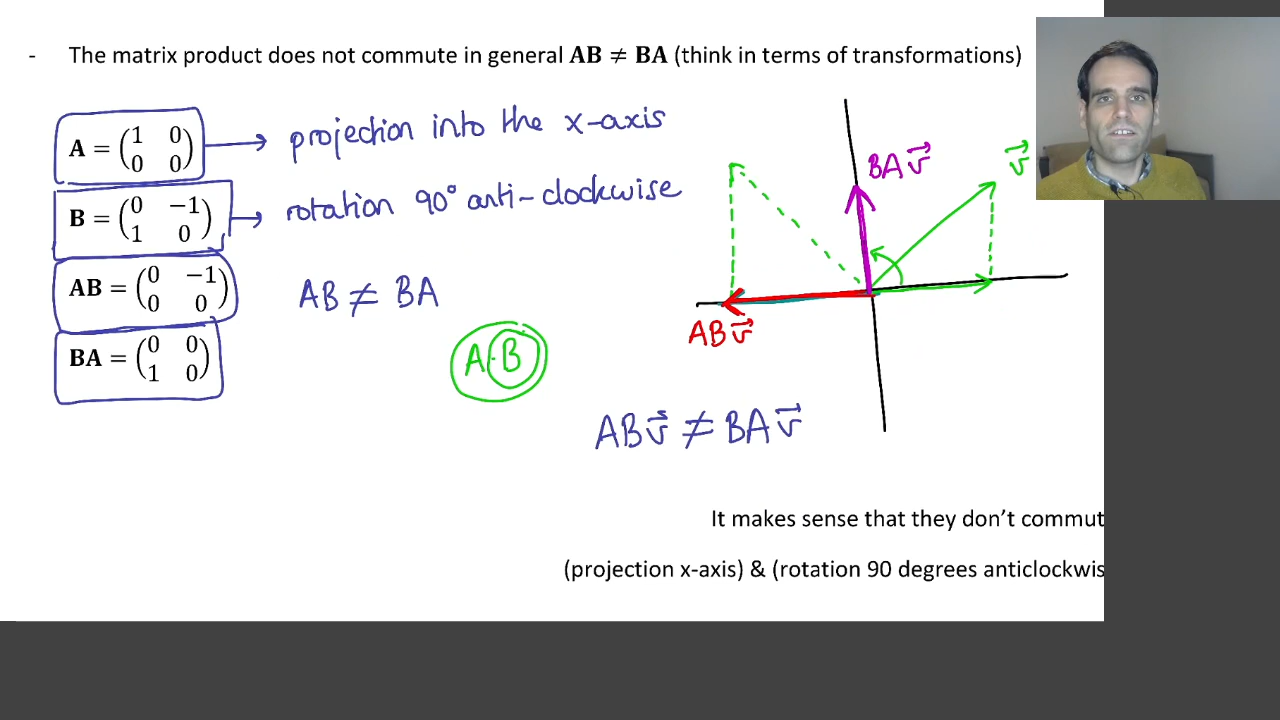 - The matrix product does not commute in general AB ≠ BA (think in terms of transformations)
A = (1 0
0 0) → projection into the x-axis
B = (0 −1
1 0) → rotation 90° anti-clockwise
AB = (0 −1
0 0)
AB ≠ BA
BA = (0 0
1 0)
A·B
BA v⃗
v⃗
AB v⃗
AB v⃗ ≠ BA v⃗
It makes sense that they don't commut
(projection x-axis) & (rotation 90 degrees anticlockwis